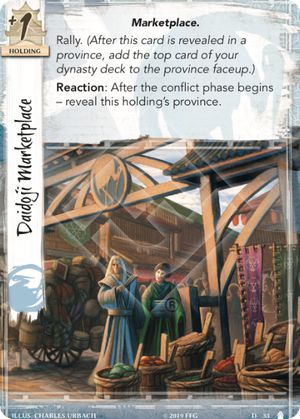 +1
HOLDING
Daidoji Marketplace
Marketplace.
Rally. (After this card is revealed in a
province, add the top card of your
dynasty deck to the province faceup.)
Reaction: After the conflict phase begins
– reveal this holding's province.
ILLUS: CHARLES URBACH
©2019 FFG
D 33